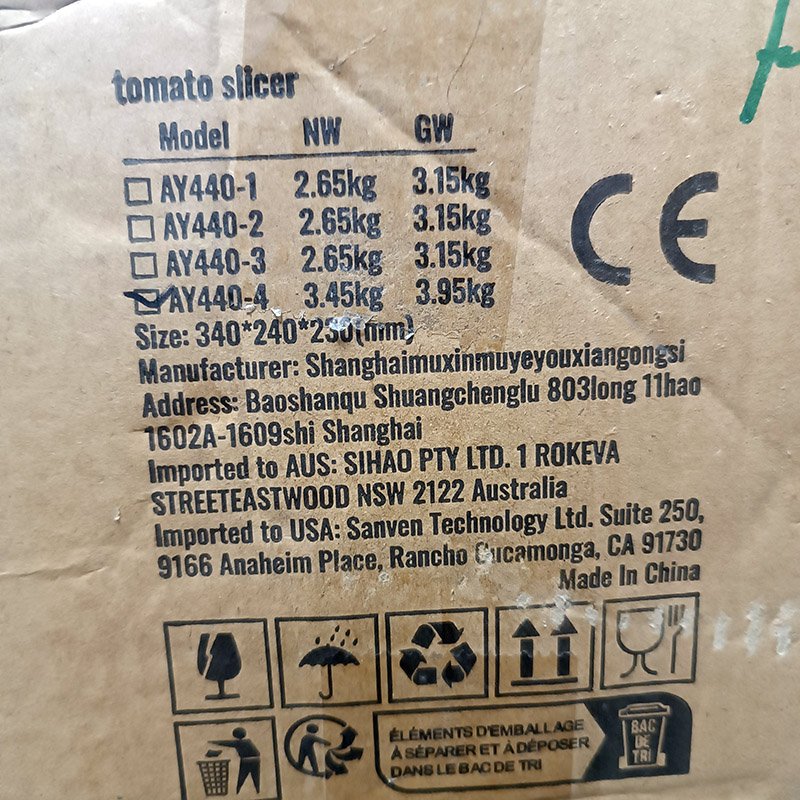 tomato slicer
Model NW GW
AY440-1 2.65kg 3.15kg
AY440-2 2.65kg 3.15kg
AY440-3 2.65kg 3.15kg
AY440-4 3.45kg 3.95kg
CE
Size: 340*240*230(mm)
Manufacturer: Shanghaimuxinmuyeyouxiangongsi
Address: Baoshanqu Shuangchenglu 803long 11hao
1602A-1609shi Shanghai
Imported to AUS: SIHAO PTY LTD. 1 ROKEVA
STREETEASTWOOD NSW 2122 Australia
Imported to USA: Sanven Technology Ltd. Suite 250,
9166 Anaheim Place, Rancho Cucamonga, CA 91730
Made In China
ÉLÉMENTS D'EMBALLAGE
À SÉPARER ET À DÉPOSER
DANS LE BAC DE TRI
BAC
DE
TRI